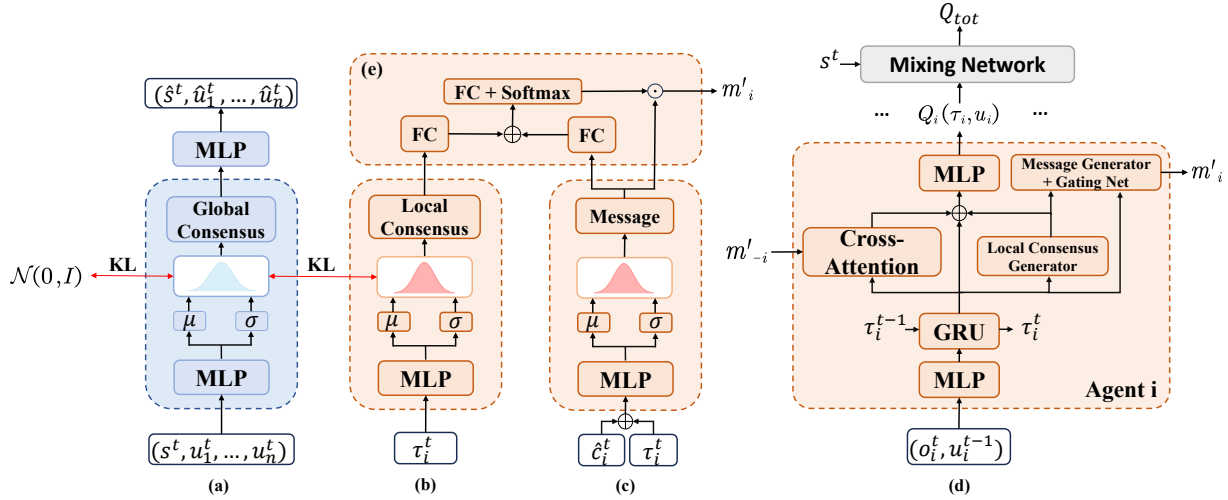 (ŝ^t, û_1^t, ..., û_n^t)
MLP
Global
Consensus
𝒩(0, I)
KL
μ
σ
MLP
(s^t, u_1^t, ..., u_n^t)
(a)
(e)
FC + Softmax
m'_i
FC
FC
Local
Consensus
KL
μ
σ
MLP
τ_i^t
(b)
Message
μ
σ
MLP
ĉ_i^t
τ_i^t
(c)
Q_tot
s^t
Mixing Network
... Q_i(τ_i, u_i) ...
MLP
Message Generator
+ Gating Net
m'_i
m'_-i
Cross-
Attention
Local Consensus
Generator
τ_i^{t-1}
GRU
τ_i^t
MLP
Agent i
(o_i^t, u_i^{t-1})
(d)